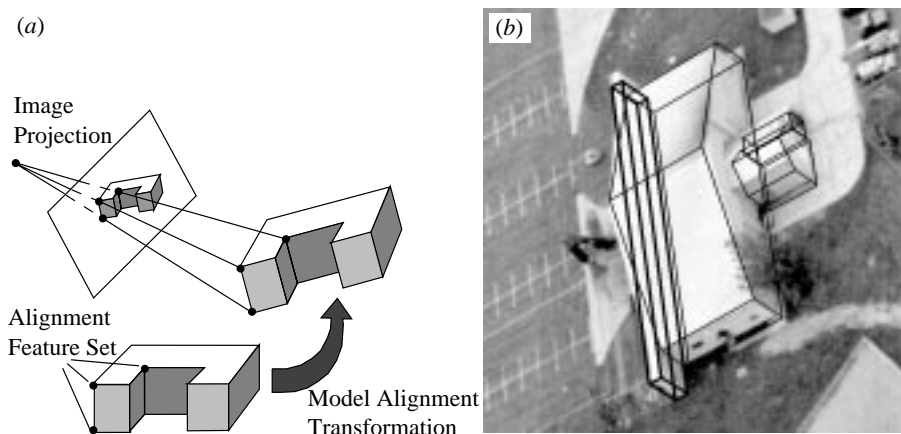 (a)
Image
Projection
Alignment
Feature Set
Model Alignment
Transformation
(b)